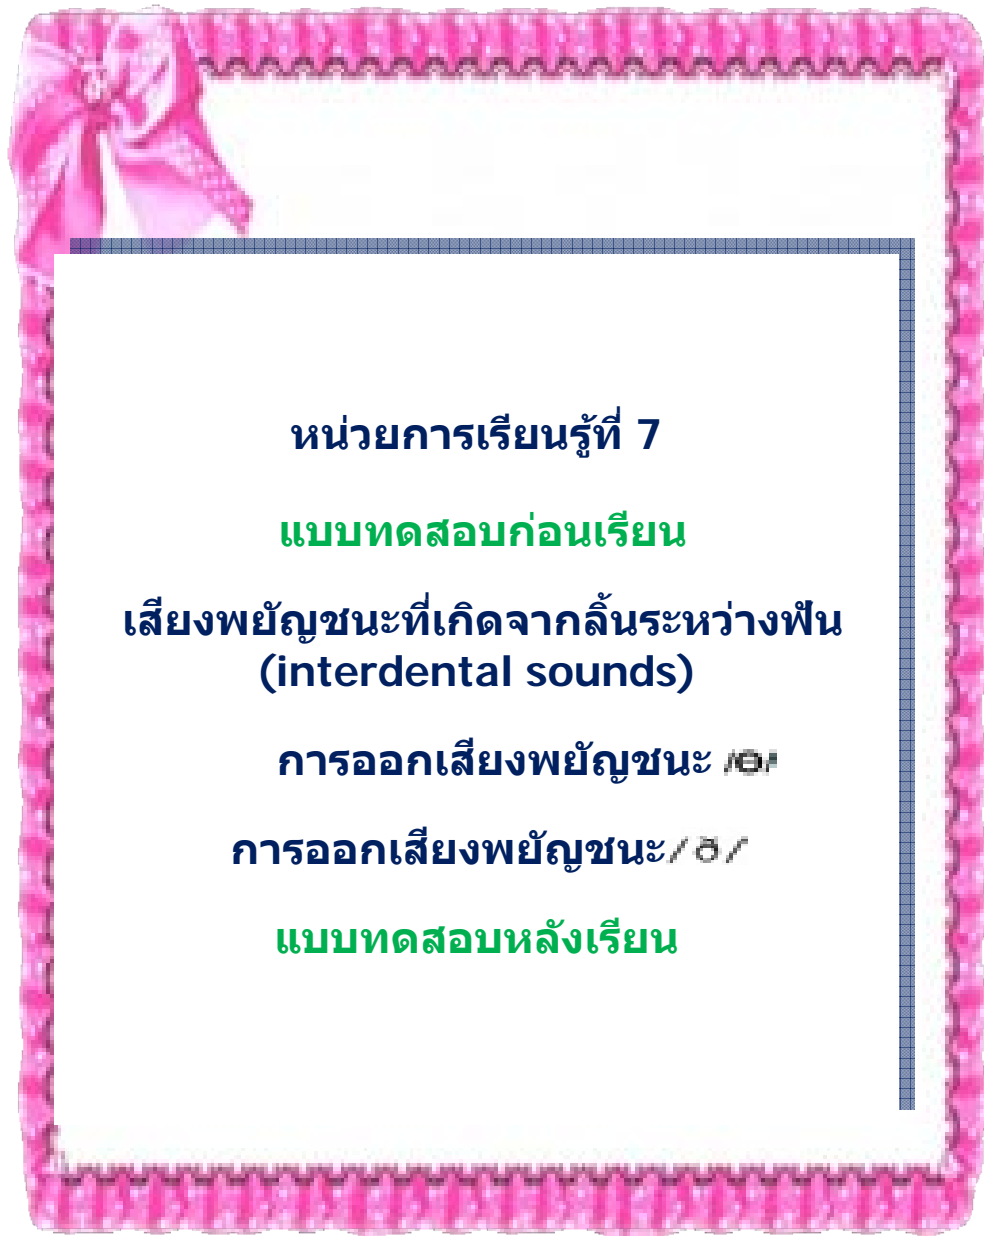 หน่วยการเรียนรู้ที่ 7
แบบทดสอบก่อนเรียน
เสียงพยัญชนะที่เกิดจากลิ้นระหว่างฟัน
(interdental sounds)
การออกเสียงพยัญชนะ /Θ/
การออกเสียงพยัญชนะ/ ð /
แบบทดสอบหลังเรียน